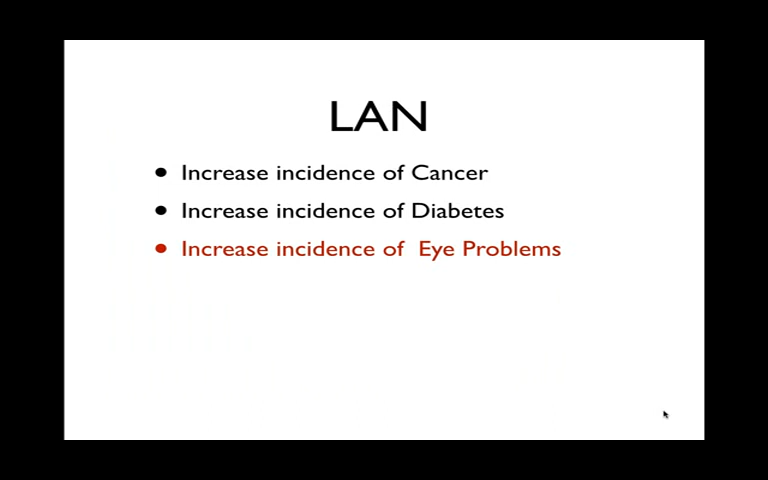 LAN
• Increase incidence of Cancer
• Increase incidence of Diabetes
• Increase incidence of  Eye Problems